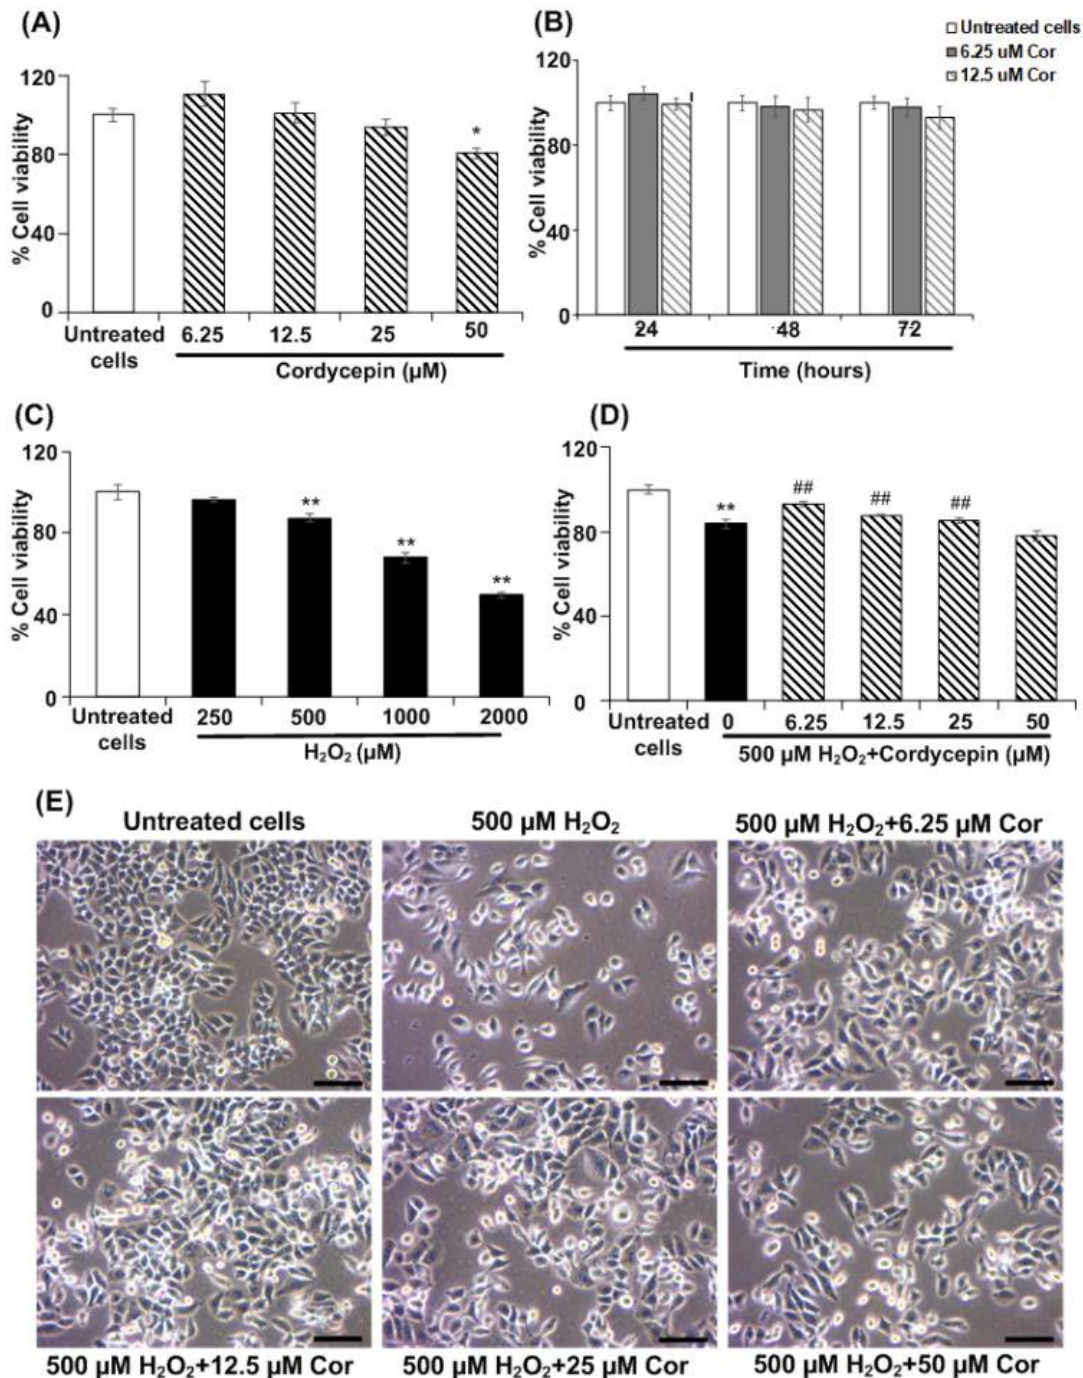 (A)
% Cell viability
120
80
40
0
*
Untreated cells
6.25 12.5 25 50
Cordycepin (µM)
(B)
Untreated cells
6.25 uM Cor
12.5 uM Cor
% Cell viability
120
80
40
0
24 48 72
Time (hours)
(C)
% Cell viability
120
80
40
0
** ** **
Untreated cells
250 500 1000 2000
H₂O₂ (µM)
(D)
% Cell viability
120
80
40
0
** ## ## ##
Untreated cells
0 6.25 12.5 25 50
500 µM H₂O₂+Cordycepin (µM)
(E)
Untreated cells
500 µM H₂O₂
500 µM H₂O₂+6.25 µM Cor
500 µM H₂O₂+12.5 µM Cor
500 µM H₂O₂+25 µM Cor
500 µM H₂O₂+50 µM Cor